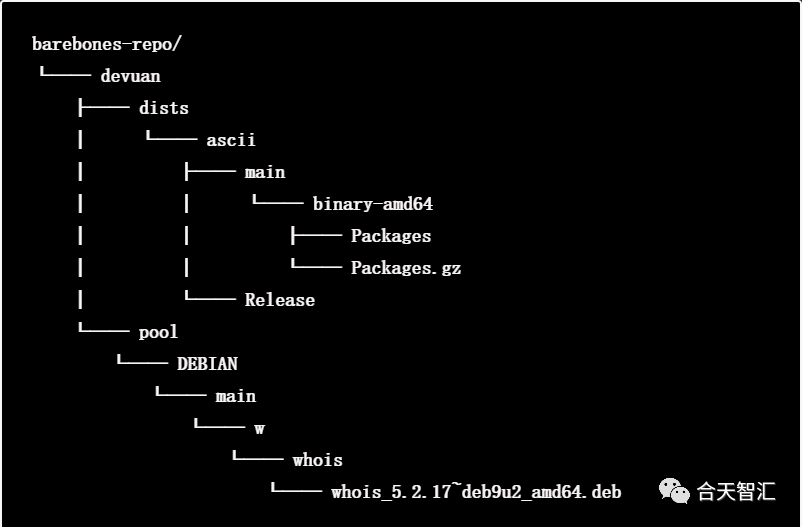 barebones-repo/
└── devuan
├── dists
│ └── ascii
│ ├── main
│ │ └── binary-amd64
│ │ ├── Packages
│ │ └── Packages.gz
│ └── Release
└── pool
└── DEBIAN
└── main
└── w
└── whois
└── whois_5.2.17~deb9u2_amd64.deb
合天智汇